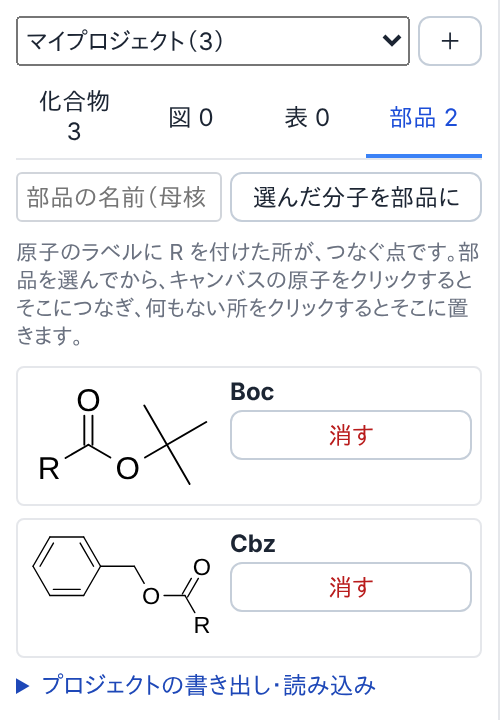 マイプロジェクト（3）
＋
化合物
3
図 0
表 0
部品 2
部品の名前（母核
選んだ分子を部品に
原子のラベルに R を付けた所が、つなぐ点です。部
品を選んでから、キャンバスの原子をクリックすると
そこにつなぎ、何もない所をクリックするとそこに置
きます。
Boc
O
R
O
消す
Cbz
O
O
R
消す
▶ プロジェクトの書き出し・読み込み